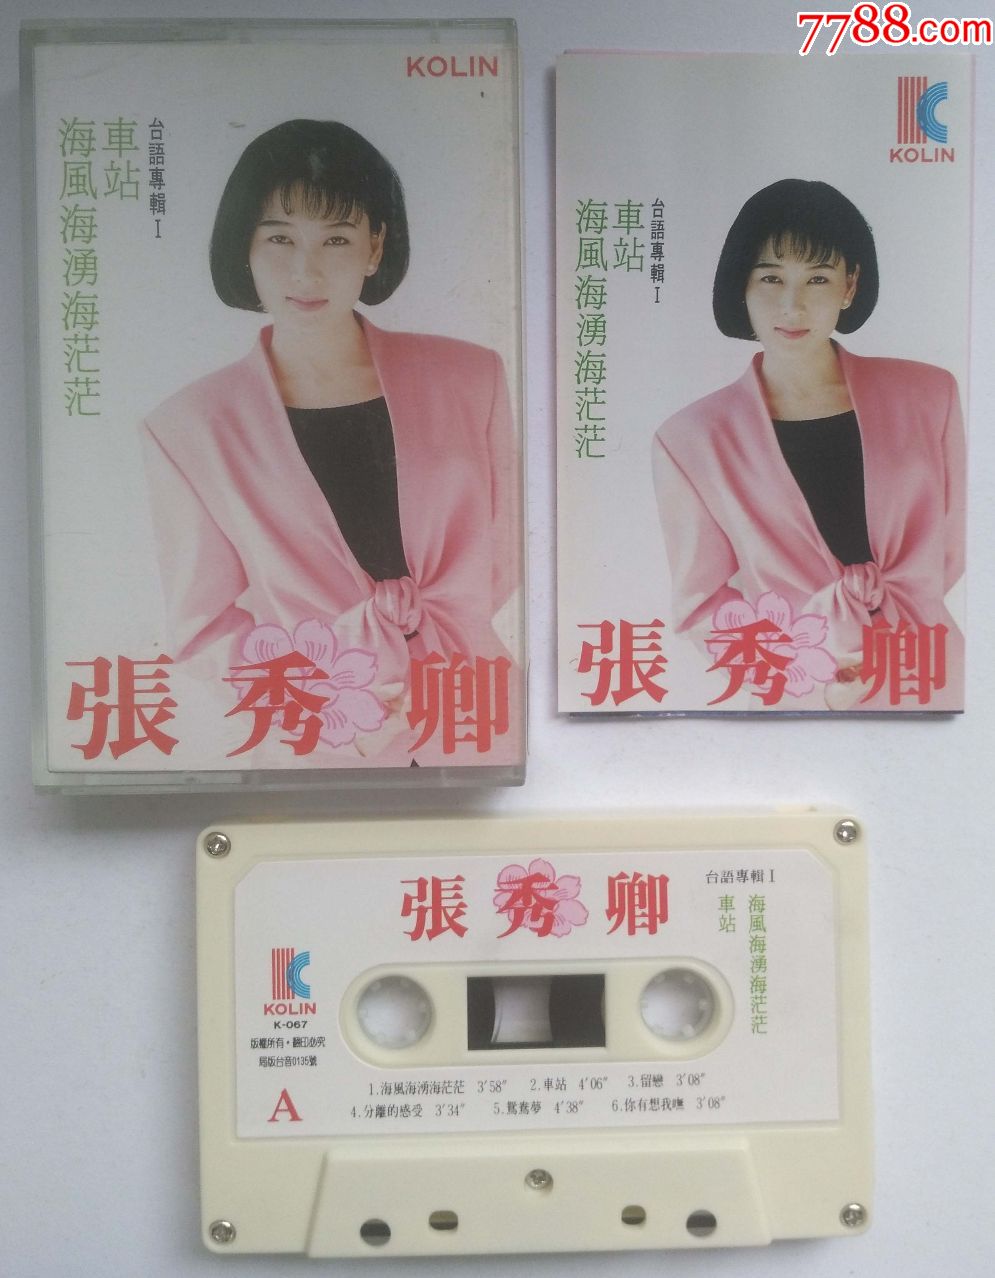 7788.com
KOLIN
台語專輯I
車站
海風海湧海茫茫
張秀卿
KOLIN
台語專輯I
車站
海風海湧海茫茫
張秀卿
張秀卿
台語專輯I
海風海湧海茫茫
車站
KOLIN
K-067
版權所有·翻印必究
局版台音0135號
A
1.海風海湧海茫茫 3'58" 2.車站 4'06" 3.留戀 3'08"
4.分離的感受 3'34" 5.鴛鴦夢 4'38" 6.你有想我嘸 3'08"